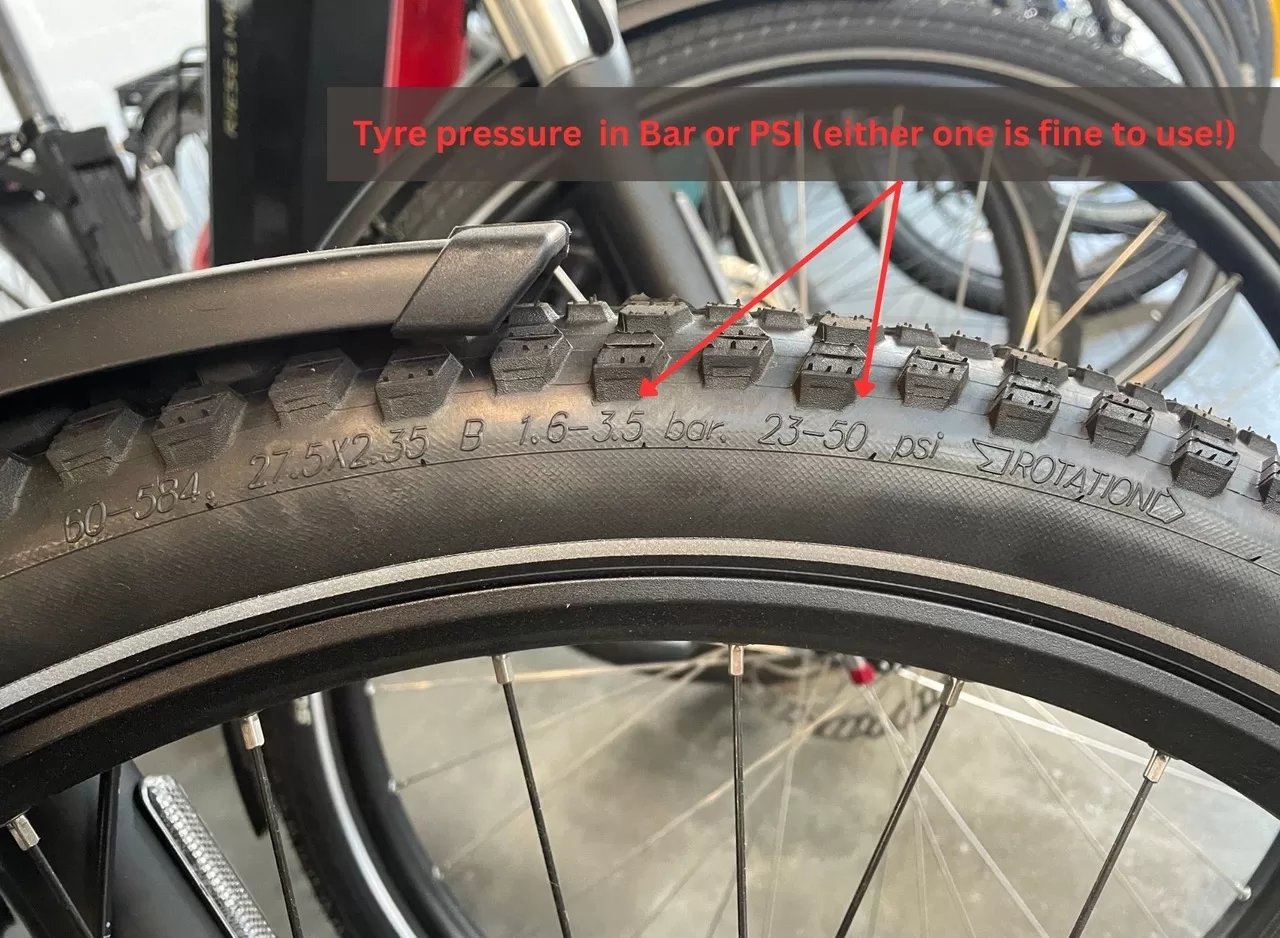 RIESE & M
Tyre pressure in Bar or PSI (either one is fine to use!)
60-584, 27.5X2.35 B 1.6-3.5 bar. 23-50 psi ROTATION